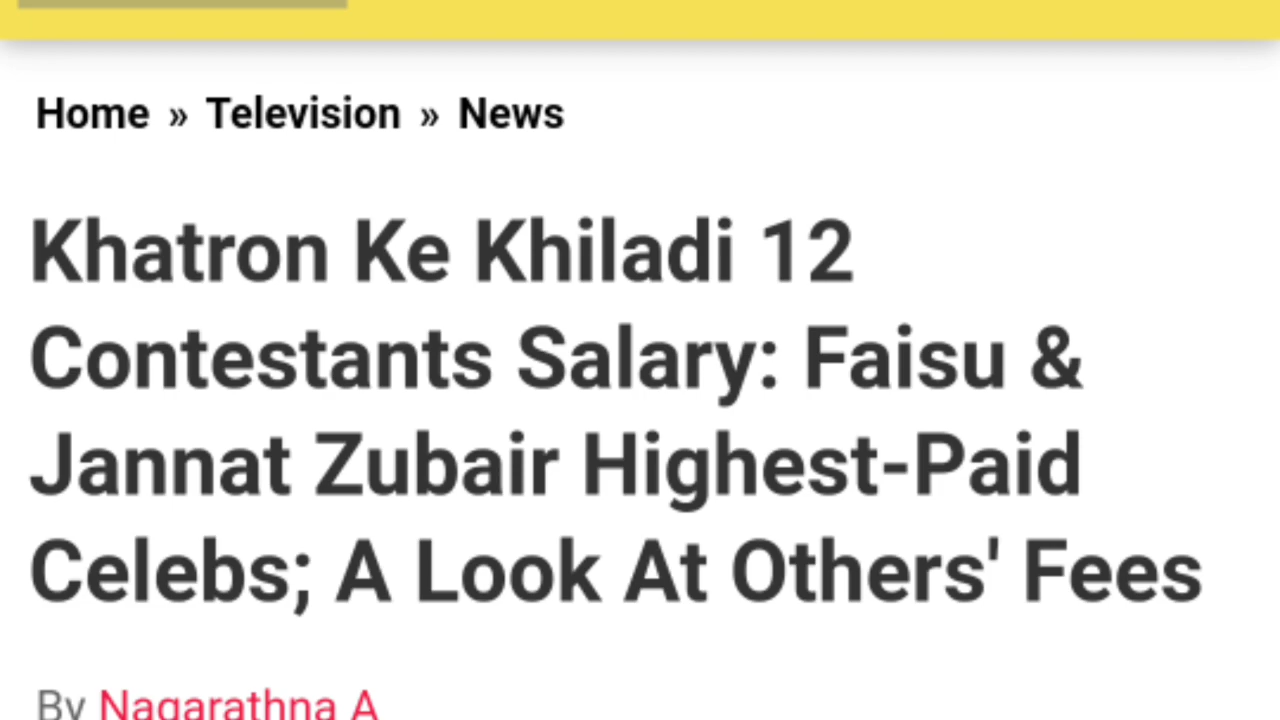 Home » Television » News
Khatron Ke Khiladi 12
Contestants Salary: Faisu &
Jannat Zubair Highest-Paid
Celebs; A Look At Others' Fees
By Nagarathna A